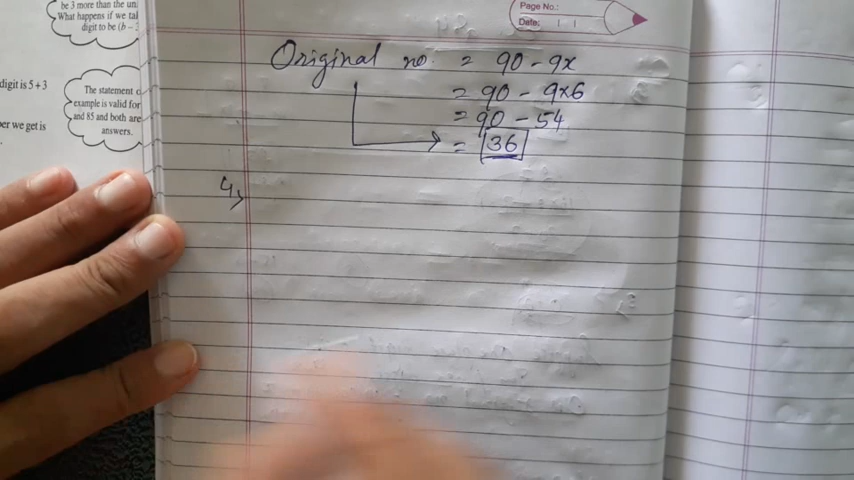 be 3 more than the un
What happens if we tal
digit to be (b –
digit is 5 + 3
The statement o
example is valid for
and 85 and both are
answers.
er we get is
Page No.:
Date:
Original no. = 90 - 9x
= 90 - 9×6
= 90 - 54
= 36
4)